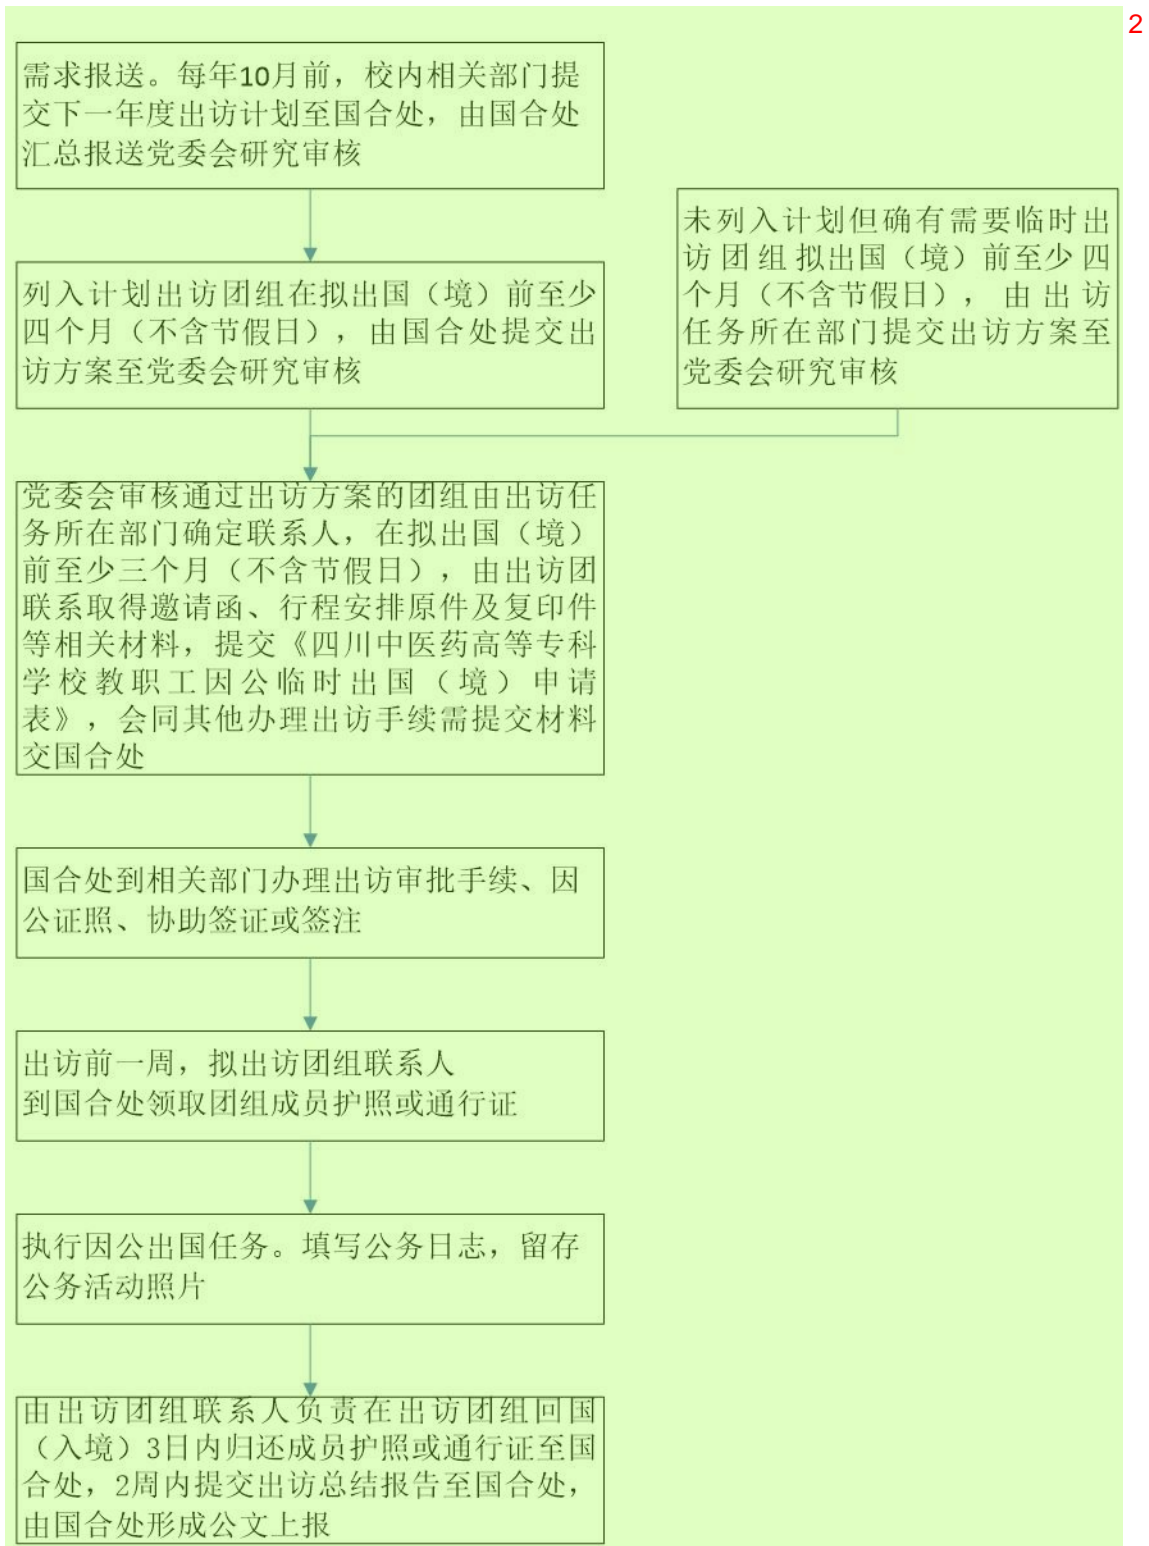 2
需求报送。每年10月前，校内相关部门提
交下一年度出访计划至国合处，由国合处
汇总报送党委会研究审核
未列入计划但确有需要临时出
访团组拟出国（境）前至少四
个月（不含节假日），由出访
任务所在部门提交出访方案至
党委会研究审核
列入计划出访团组在拟出国（境）前至少
四个月（不含节假日），由国合处提交出
访方案至党委会研究审核
党委会审核通过出访方案的团组由出访任
务所在部门确定联系人，在拟出国（境）
前至少三个月（不含节假日），由出访团
联系取得邀请函、行程安排原件及复印件
等相关材料，提交《四川中医药高等专科
学校教职工因公临时出国（境）申请
表》，会同其他办理出访手续需提交材料
交国合处
国合处到相关部门办理出访审批手续、因
公证照、协助签证或签注
出访前一周，拟出访团组联系人
到国合处领取团组成员护照或通行证
执行因公出国任务。填写公务日志，留存
公务活动照片
由出访团组联系人负责在出访团组回国
（入境）3日内归还成员护照或通行证至国
合处，2周内提交出访总结报告至国合处，
由国合处形成公文上报